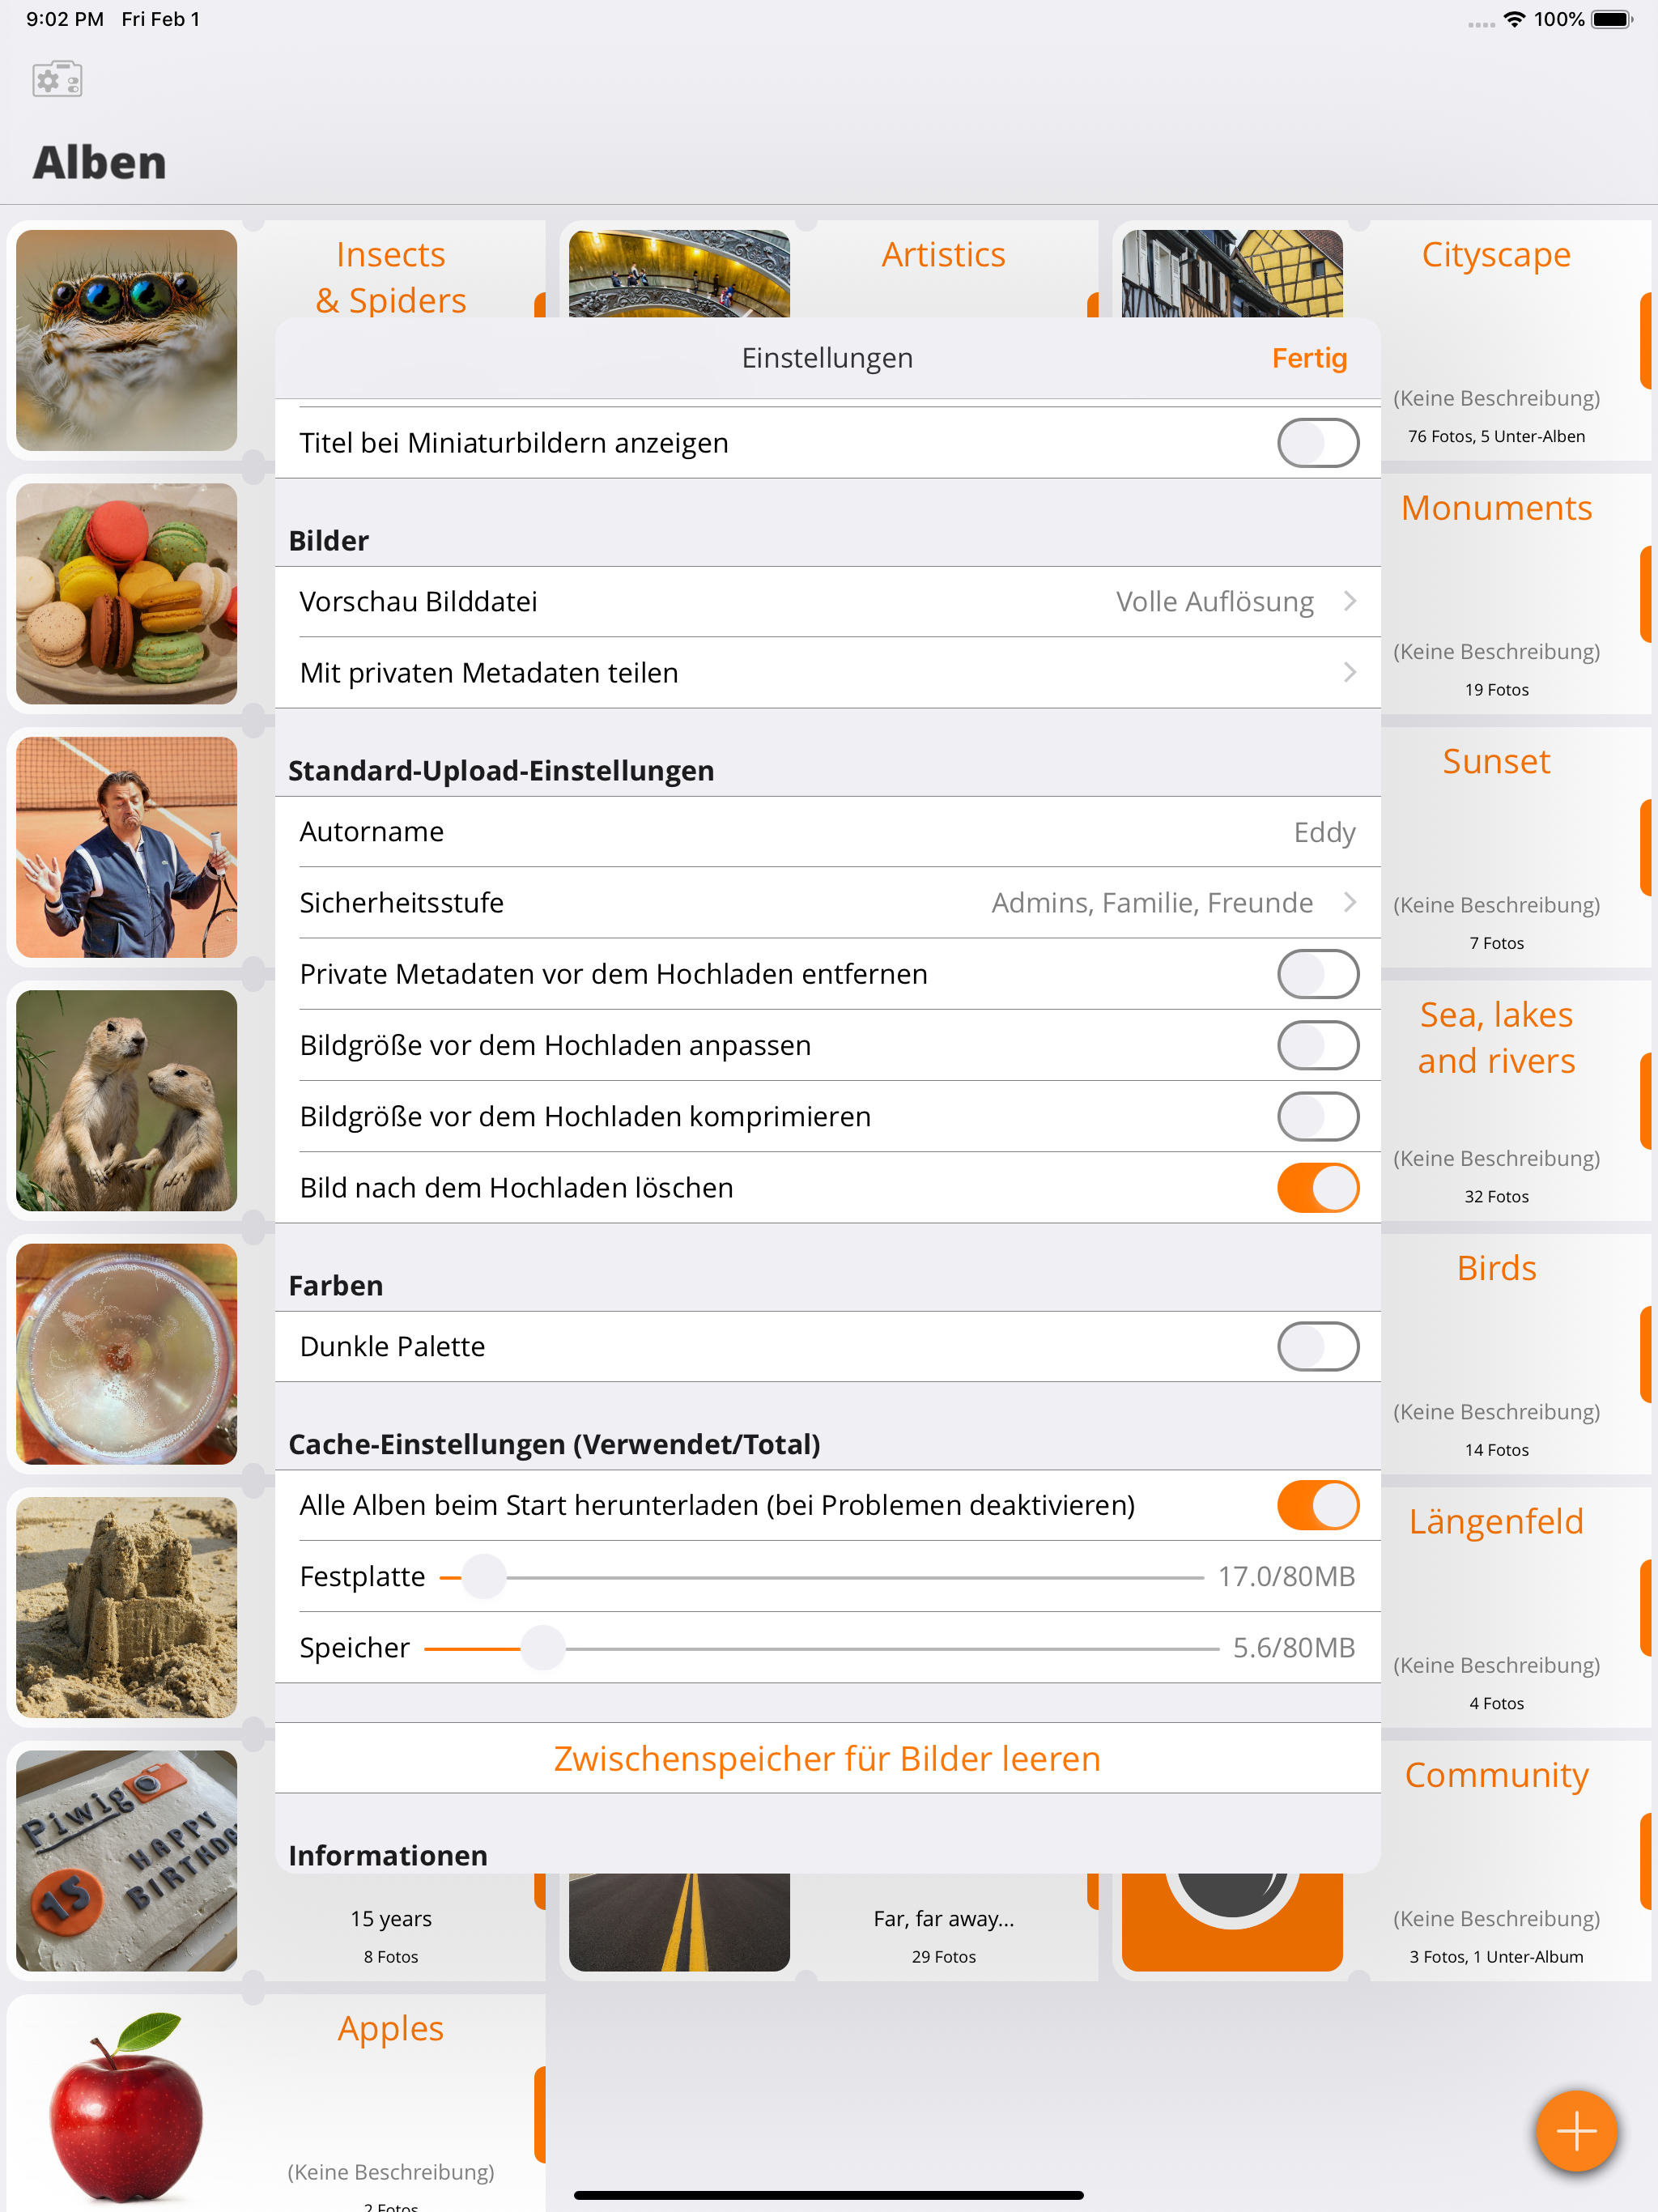 9:02 PM Fri Feb 1
100%
Alben
Insects
& Spiders
Artistics
Cityscape
(Keine Beschreibung)
76 Fotos, 5 Unter-Alben
Einstellungen
Fertig
Titel bei Miniaturbildern anzeigen
Bilder
Vorschau Bilddatei
Volle Auflösung
Mit privaten Metadaten teilen
Standard-Upload-Einstellungen
Autorname
Eddy
Sicherheitsstufe
Admins, Familie, Freunde
Private Metadaten vor dem Hochladen entfernen
Bildgröße vor dem Hochladen anpassen
Bildgröße vor dem Hochladen komprimieren
Bild nach dem Hochladen löschen
Farben
Dunkle Palette
Cache-Einstellungen (Verwendet/Total)
Alle Alben beim Start herunterladen (bei Problemen deaktivieren)
Festplatte
17.0/80MB
Speicher
5.6/80MB
Zwischenspeicher für Bilder leeren
Informationen
Monuments
(Keine Beschreibung)
19 Fotos
Sunset
(Keine Beschreibung)
7 Fotos
Sea, lakes
and rivers
(Keine Beschreibung)
32 Fotos
Birds
(Keine Beschreibung)
14 Fotos
Längenfeld
(Keine Beschreibung)
4 Fotos
Piwig
HAPPY
15
15 years
8 Fotos
Far, far away...
29 Fotos
Community
(Keine Beschreibung)
3 Fotos, 1 Unter-Album
Apples
(Keine Beschreibung)
2 Fotos